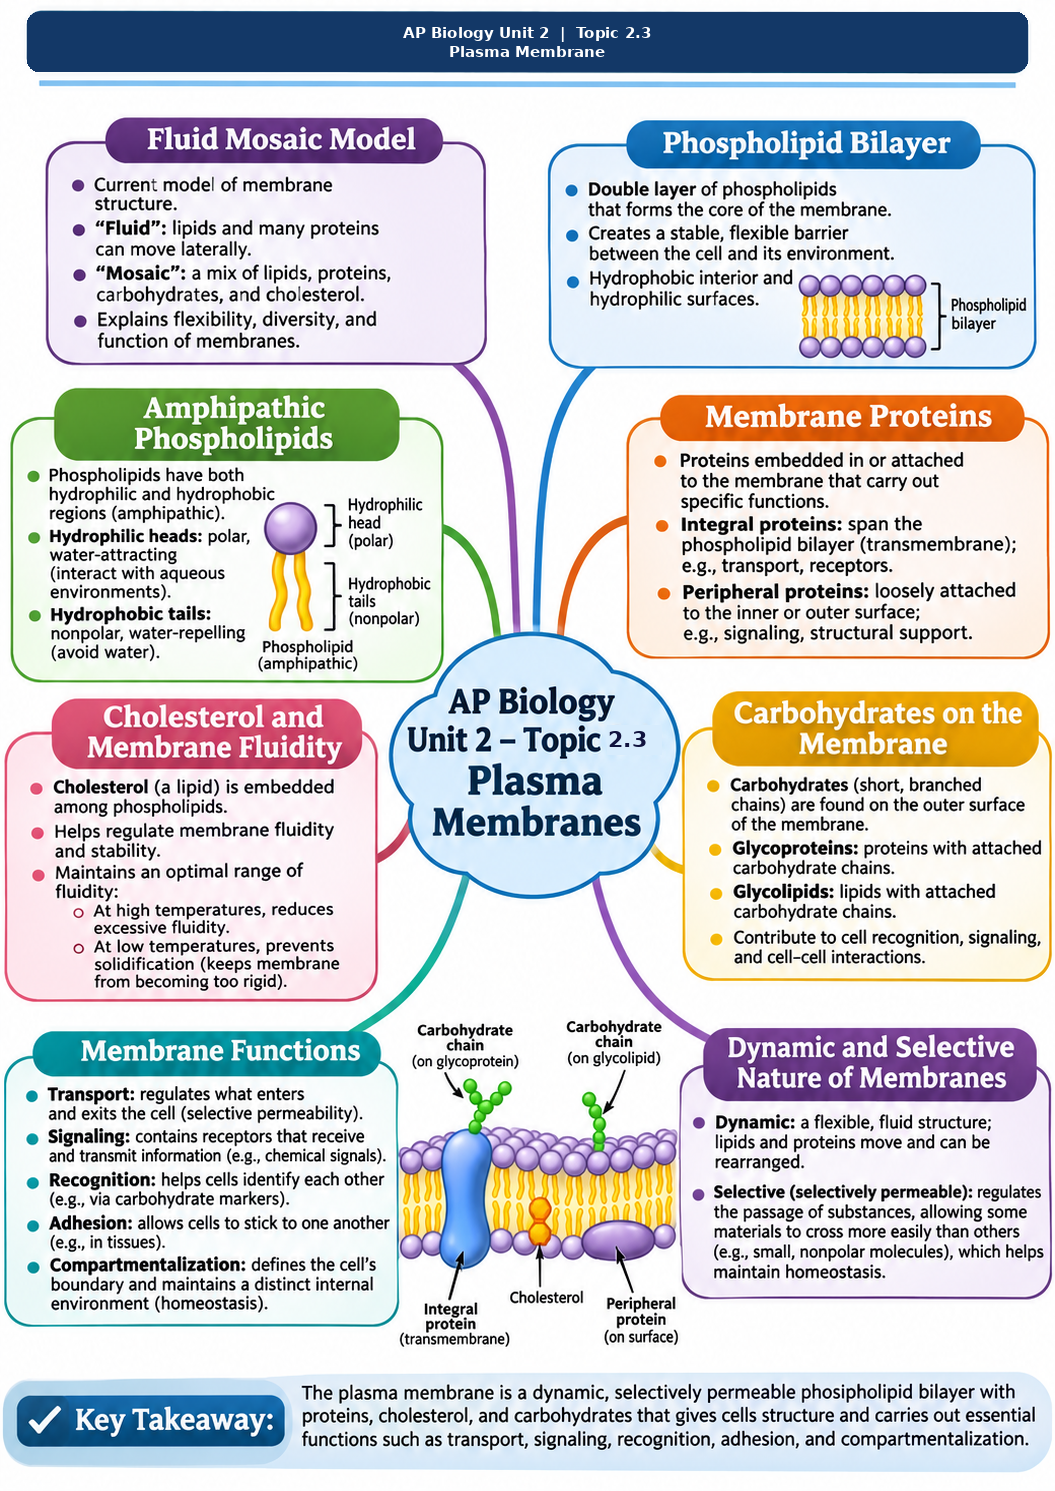 AP Biology Unit 2 | Topic 2.3
Plasma Membrane
Fluid Mosaic Model
Current model of membrane
structure.
“Fluid”: lipids and many proteins
can move laterally.
“Mosaic”: a mix of lipids, proteins,
carbohydrates, and cholesterol.
Explains flexibility, diversity, and
function of membranes.
Phospholipid Bilayer
Double layer of phospholipids
that forms the core of the membrane.
Creates a stable, flexible barrier
between the cell and its environment.
Hydrophobic interior and
hydrophilic surfaces.
Phospholipid
bilayer
Amphipathic
Phospholipids
Phospholipids have both
hydrophilic and hydrophobic
regions (amphipathic).
Hydrophilic heads: polar,
water-attracting
(interact with aqueous
environments).
Hydrophobic tails:
nonpolar, water-repelling
(avoid water).
Hydrophilic
head
(polar)
Hydrophobic
tails
(nonpolar)
Phospholipid
(amphipathic)
Membrane Proteins
Proteins embedded in or attached
to the membrane that carry out
specific functions.
Integral proteins: span the
phospholipid bilayer (transmembrane);
e.g., transport, receptors.
Peripheral proteins: loosely attached
to the inner or outer surface;
e.g., signaling, structural support.
AP Biology
Unit 2 – Topic 2.3
Plasma
Membranes
Cholesterol and
Membrane Fluidity
Cholesterol (a lipid) is embedded
among phospholipids.
Helps regulate membrane fluidity
and stability.
Maintains an optimal range of
fluidity:
At high temperatures, reduces
excessive fluidity.
At low temperatures, prevents
solidification (keeps membrane
from becoming too rigid).
Carbohydrates on the
Membrane
Carbohydrates (short, branched
chains) are found on the outer surface
of the membrane.
Glycoproteins: proteins with attached
carbohydrate chains.
Glycolipids: lipids with attached
carbohydrate chains.
Contribute to cell recognition, signaling,
and cell–cell interactions.
Membrane Functions
Transport: regulates what enters
and exits the cell (selective permeability).
Signaling: contains receptors that receive
and transmit information (e.g., chemical signals).
Recognition: helps cells identify each other
(e.g., via carbohydrate markers).
Adhesion: allows cells to stick to one another
(e.g., in tissues).
Compartmentalization: defines the cell’s
boundary and maintains a distinct internal
environment (homeostasis).
Carbohydrate
chain
(on glycoprotein)
Carbohydrate
chain
(on glycolipid)
Integral
protein
(transmembrane)
Cholesterol
Peripheral
protein
(on surface)
Dynamic and Selective
Nature of Membranes
Dynamic: a flexible, fluid structure;
lipids and proteins move and can be
rearranged.
Selective (selectively permeable): regulates
the passage of substances, allowing some
materials to cross more easily than others
(e.g., small, nonpolar molecules), which helps
maintain homeostasis.
Key Takeaway:
The plasma membrane is a dynamic, selectively permeable phosipholipid bilayer with
proteins, cholesterol, and carbohydrates that gives cells structure and carries out essential
functions such as transport, signaling, recognition, adhesion, and compartmentalization.